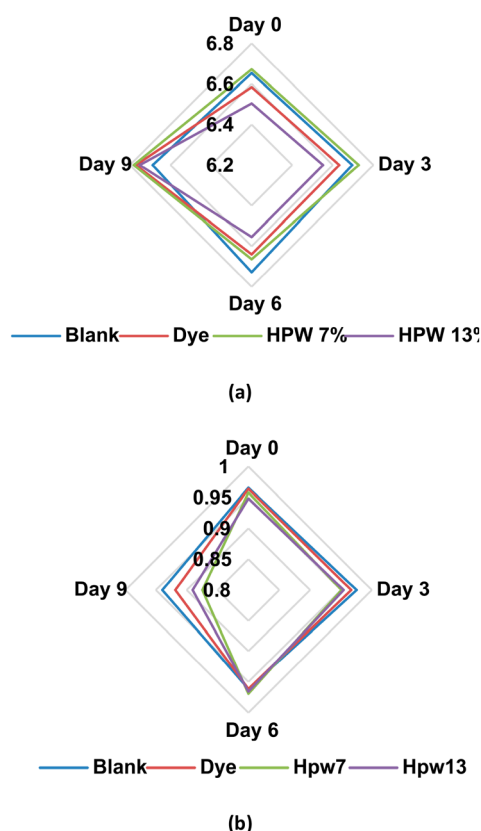 Day 0
6.8
6.6
6.4
Day 9
6.2
Day 3
Day 6
Blank Dye HPW 7% HPW 13%
(a)
Day 0
1
0.95
0.9
0.85
Day 9
0.8
Day 3
Day 6
Blank Dye Hpw7 Hpw13
(b)